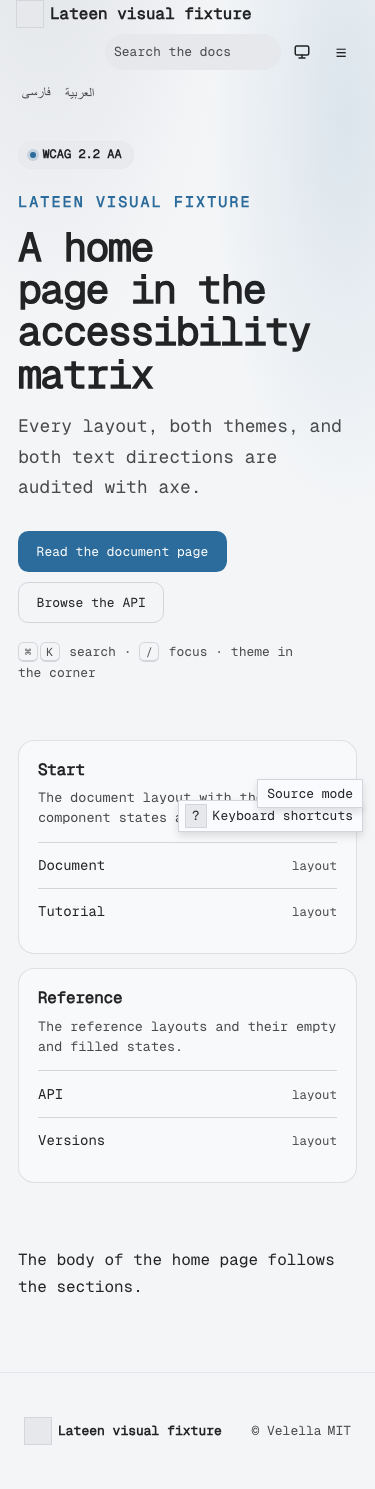 Lateen visual fixture
Search the docs
فارسی العربية
WCAG 2.2 AA
LATEEN VISUAL FIXTURE
A home
page in the
accessibility
matrix
Every layout, both themes, and
both text directions are
audited with axe.
Read the document page
Browse the API
⌘ K search · / focus · theme in
the corner
Start
The document layout with the
component states a
Source mode
? Keyboard shortcuts
Document layout
Tutorial layout
Reference
The reference layouts and their empty
and filled states.
API layout
Versions layout
The body of the home page follows
the sections.
Lateen visual fixture © Velella MIT